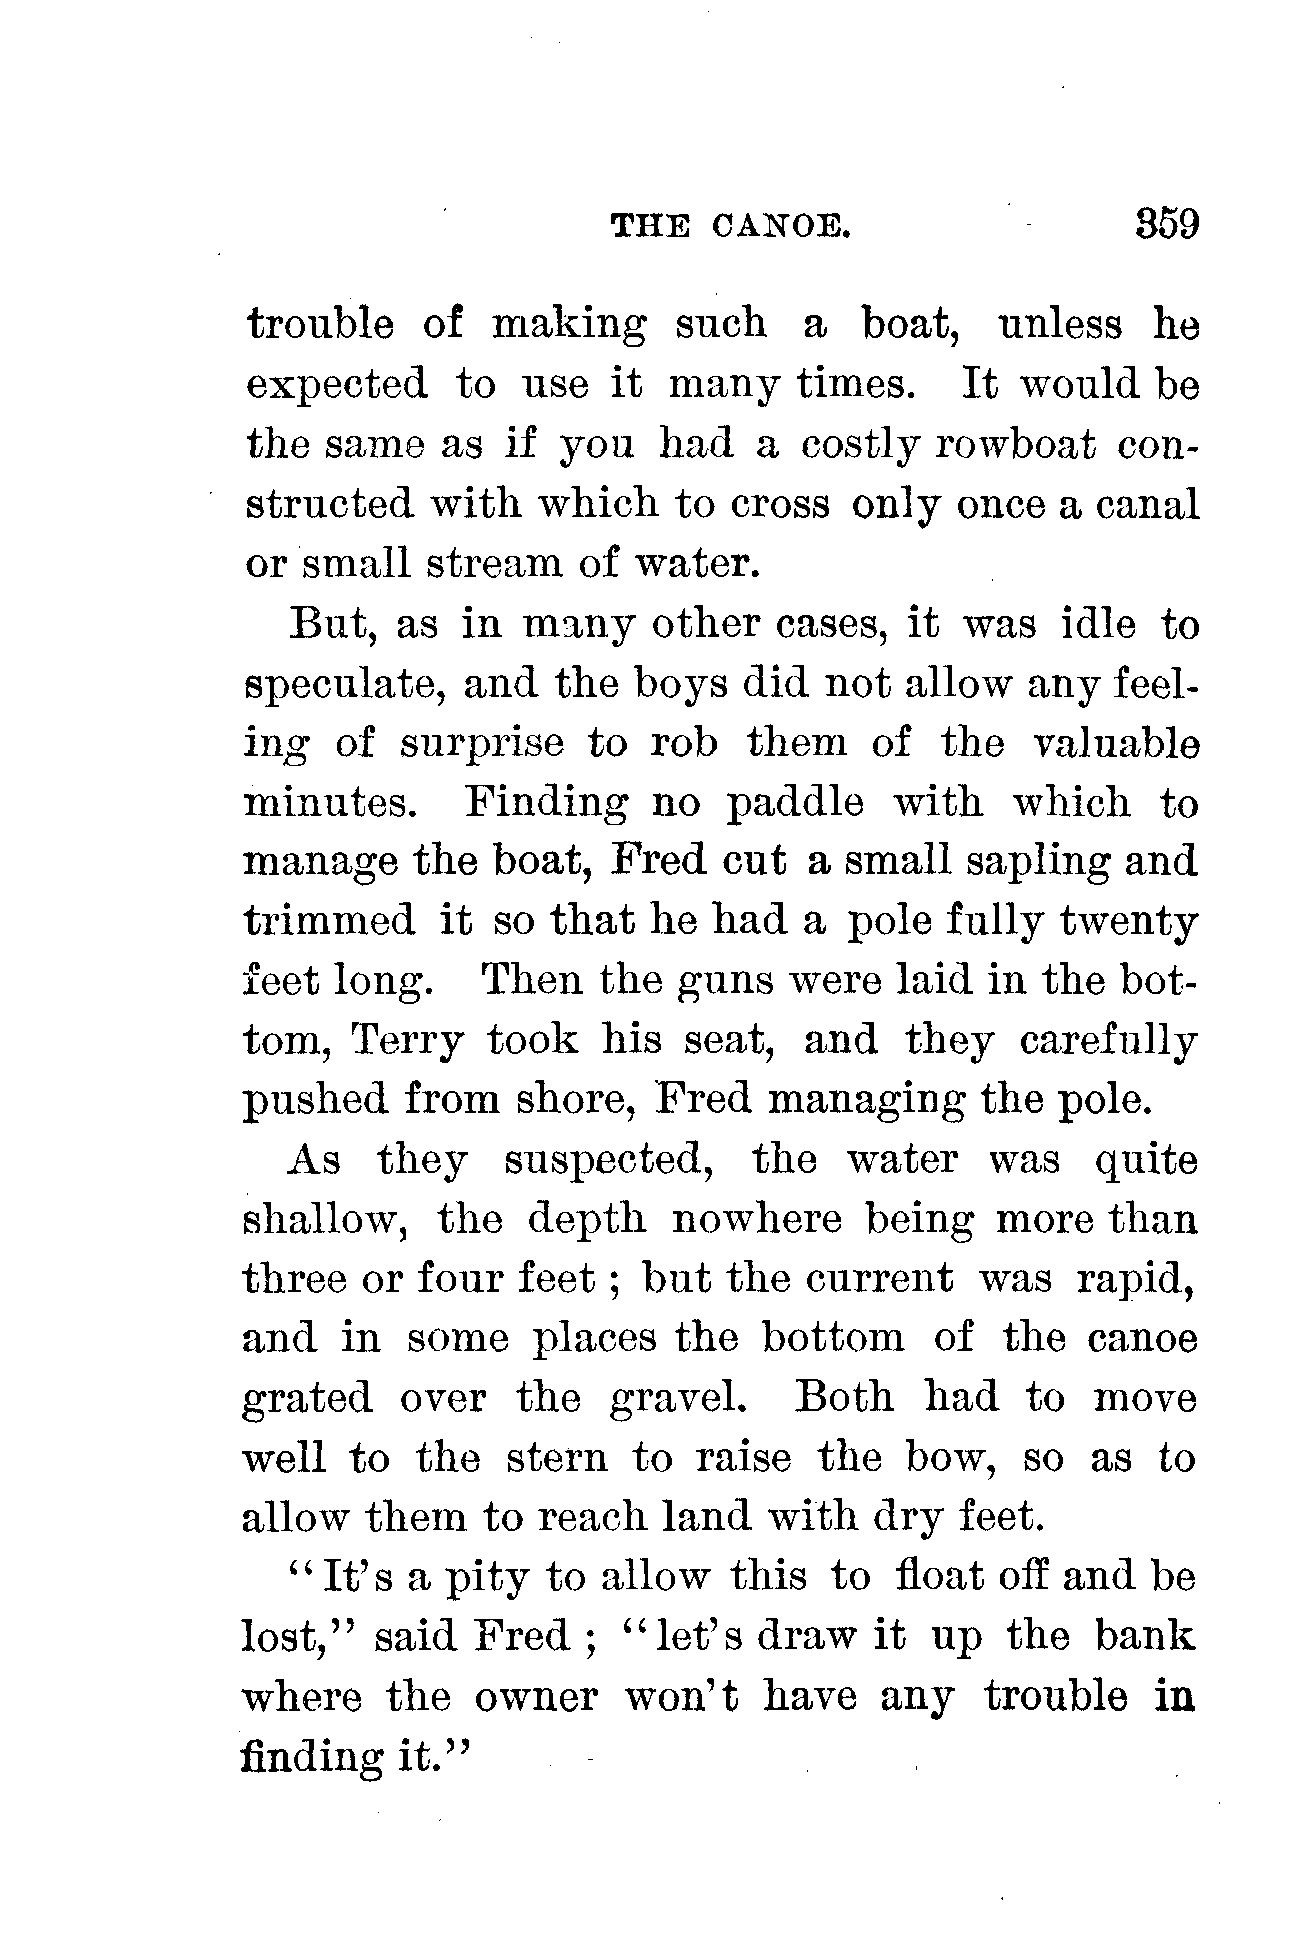 THE CANOE. 359
trouble of making such a boat, unless he
expected to use it many times. It would be
the same as if you had a costly rowboat con-
structed with which to cross only once a canal
or small stream of water.
But, as in many other cases, it was idle to
speculate, and the boys did not allow any feel-
ing of surprise to rob them of the valuable
minutes. Finding no paddle with which to
manage the boat, Fred cut a small sapling and
trimmed it so that he had a pole fully twenty
feet long. Then the guns were laid in the bot-
tom, Terry took his seat, and they carefully
pushed from shore, Fred managing the pole.
As they suspected, the water was quite
shallow, the depth nowhere being more than
three or four feet ; but the current was rapid,
and in some places the bottom of the canoe
grated over the gravel. Both had to move
well to the stern to raise the bow, so as to
allow them to reach land with dry feet.
“It’s a pity to allow this to float off and be
lost,” said Fred ; “let’s draw it up the bank
where the owner won’t have any trouble in
finding it.”